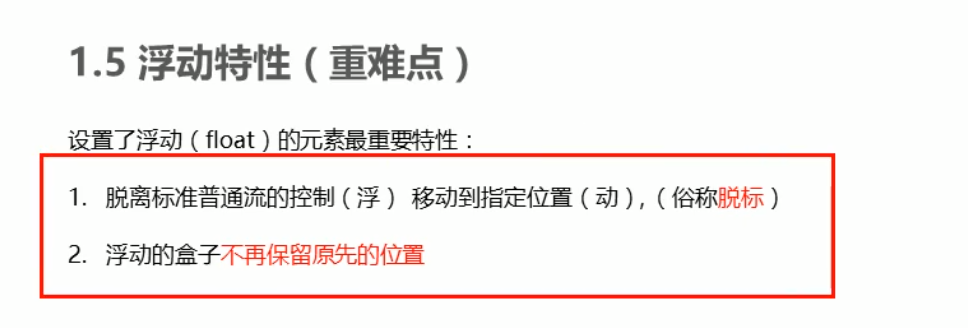 1.5 浮动特性（重难点）
设置了浮动（float）的元素最重要特性：
1. 脱离标准普通流的控制（浮） 移动到指定位置（动），（俗称脱标）
2. 浮动的盒子不再保留原先的位置